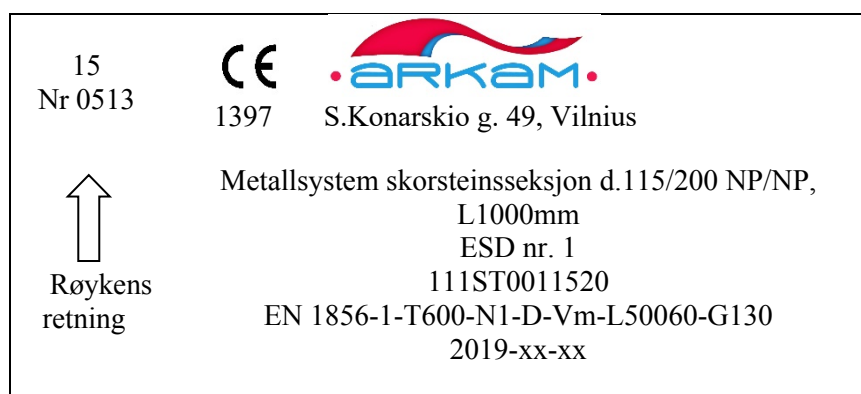 15
Nr 0513
CE
1397
•ARKAM•
S.Konarskio g. 49, Vilnius
Metallsystem skorsteinsseksjon d.115/200 NP/NP,
L1000mm
ESD nr. 1
111ST0011520
EN 1856-1-T600-N1-D-Vm-L50060-G130
2019-xx-xx
Røykens
retning